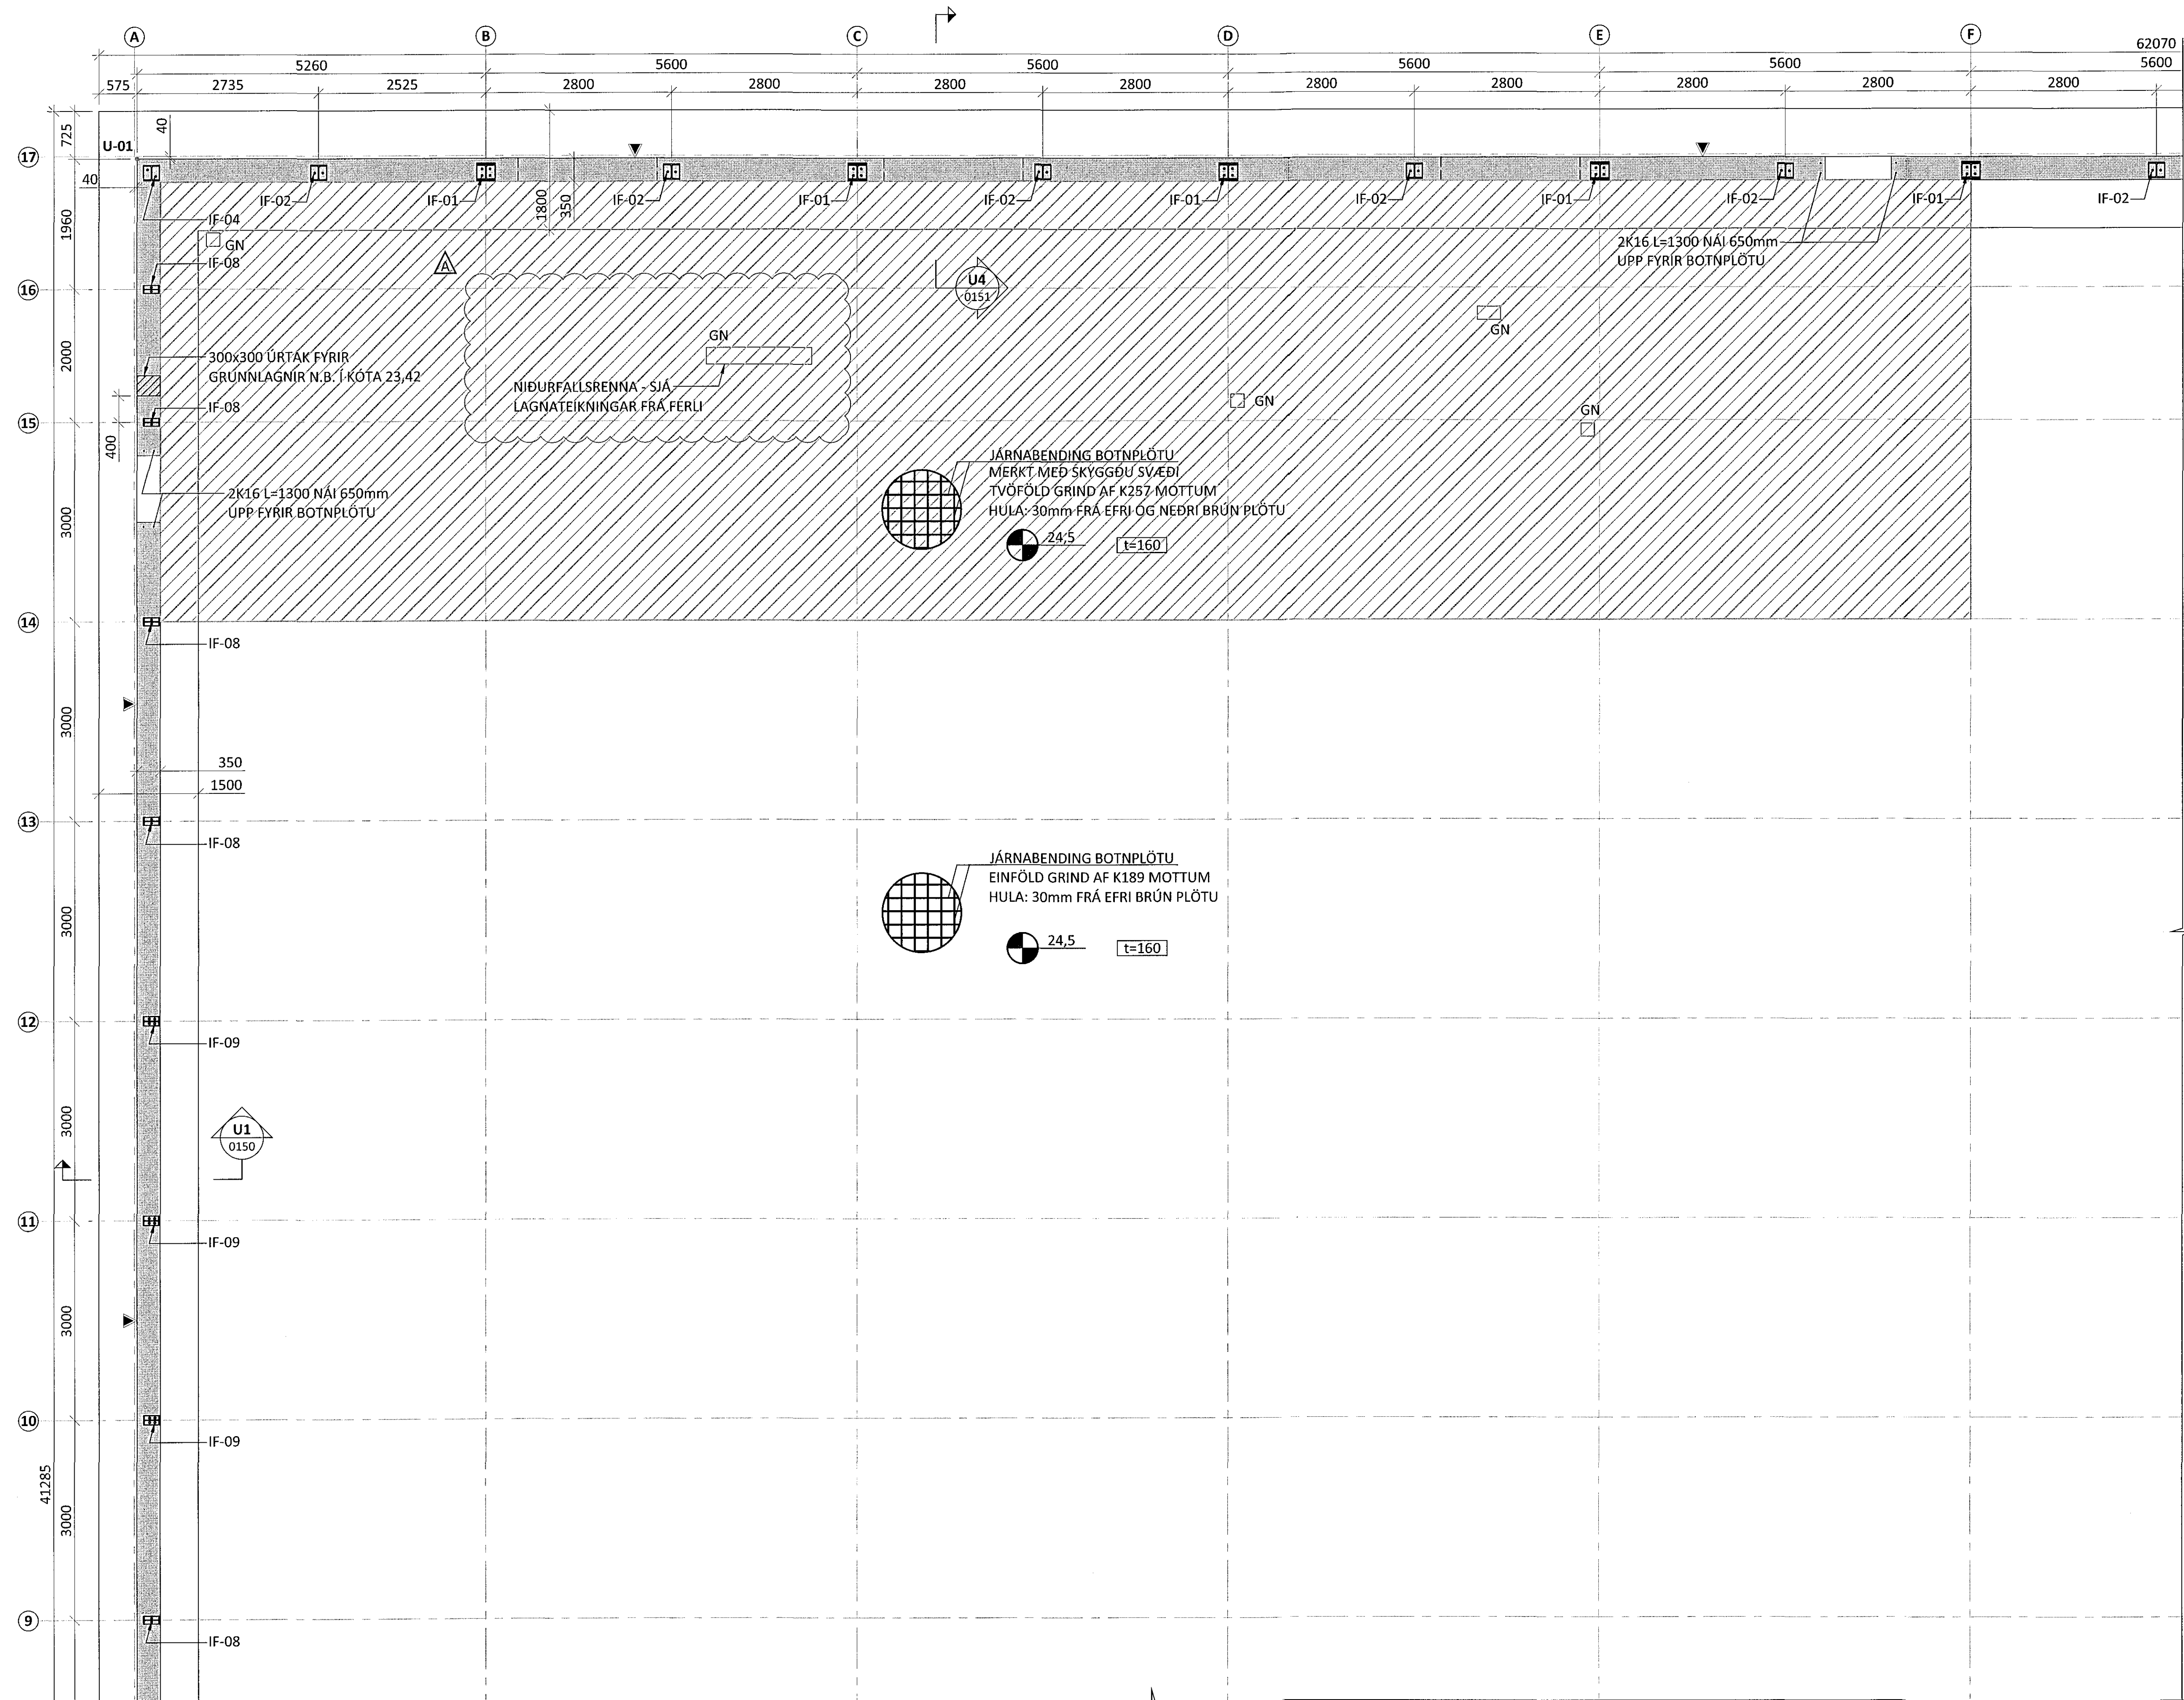 A
B
C
D
E
F
62070
5260
5600
5600
5600
5600
5600
575
2735
2525
2800
2800
2800
2800
2800
2800
2800
2800
2800
725
40
U-01
17
40
IF-04
IF-02
IF-01
IF-02
IF-01
IF-02
IF-01
IF-02
IF-01
IF-02
IF-01
IF-02
1800
350
1960
GN
IF-08
A
2K16 L=1300 NÁI 650mm
UPP FYRIR BOTNPLÖTU
16
U4
0151
GN
GN
2000
300x300 ÚRTAK FYRIR
GRUNNLAGNIR N.B. Í KÓTA 23,42
NIÐURFALLSRENNA - SJÁ
LAGNATEIKNINGAR FRÁ FERLI
IF-08
GN
GN
15
400
2K16 L=1300 NÁI 650mm
UPP FYRIR BOTNPLÖTU
3000
JÁRNABENDING BOTNPLÖTU
MERKT MEÐ SKYGGÐU SVÆÐI
TVÖFÖLD GRIND AF K257 MOTTUM
HULA: 30mm FRÁ EFRI OG NEÐRI BRÚN PLÖTU
24,5
t=160
14
IF-08
3000
350
1500
13
IF-08
JÁRNABENDING BOTNPLÖTU
EINFÖLD GRIND AF K189 MOTTUM
HULA: 30mm FRÁ EFRI BRÚN PLÖTU
24,5
t=160
3000
12
IF-09
3000
U1
0150
11
IF-09
3000
10
IF-09
41285
3000
9
IF-08